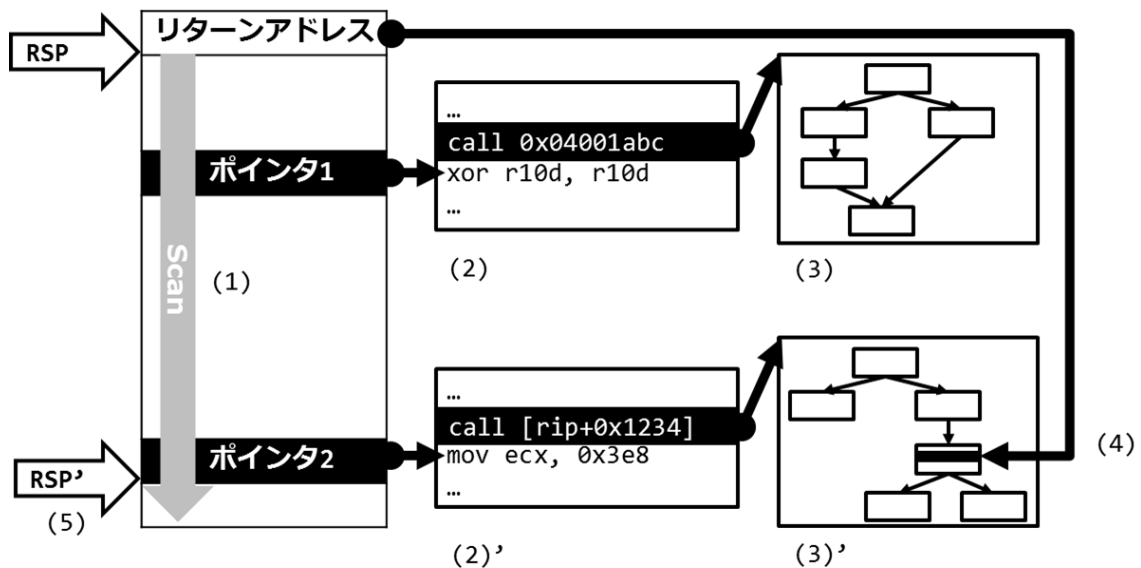 リターンアドレス
RSP
…
call 0x04001abc
ポインタ1
xor r10d, r10d
…
Scan
(1)
(2)
(3)
…
call [rip+0x1234]
ポインタ2
mov ecx, 0x3e8
(4)
RSP’
…
(5)
(2)’
(3)’